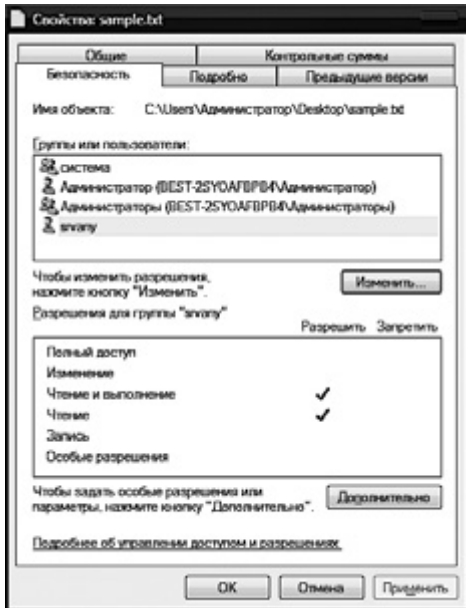 Свойства: sample.txt
Общие Контрольные суммы
Безопасность Подробно Предыдущие версии
Имя объекта: C:\Users\Администратор\Desktop\sample.txt
Группы или пользователи:
система
Администратор (BEST-2SYOAFBPB4\Администратор)
Администраторы (BEST-2SYOAFBPB4\Администраторы)
srvany
Чтобы изменить разрешения,
нажмите кнопку "Изменить".
Изменить...
Разрешения для группы "srvany"
Разрешить Запретить
Полный доступ
Изменение
Чтение и выполнение
Чтение
Запись
Особые разрешения
Чтобы задать особые разрешения или
параметры, нажмите кнопку "Дополнительно".
Дополнительно
Подробнее об управлении доступом и разрешениях
OK Отмена Применить